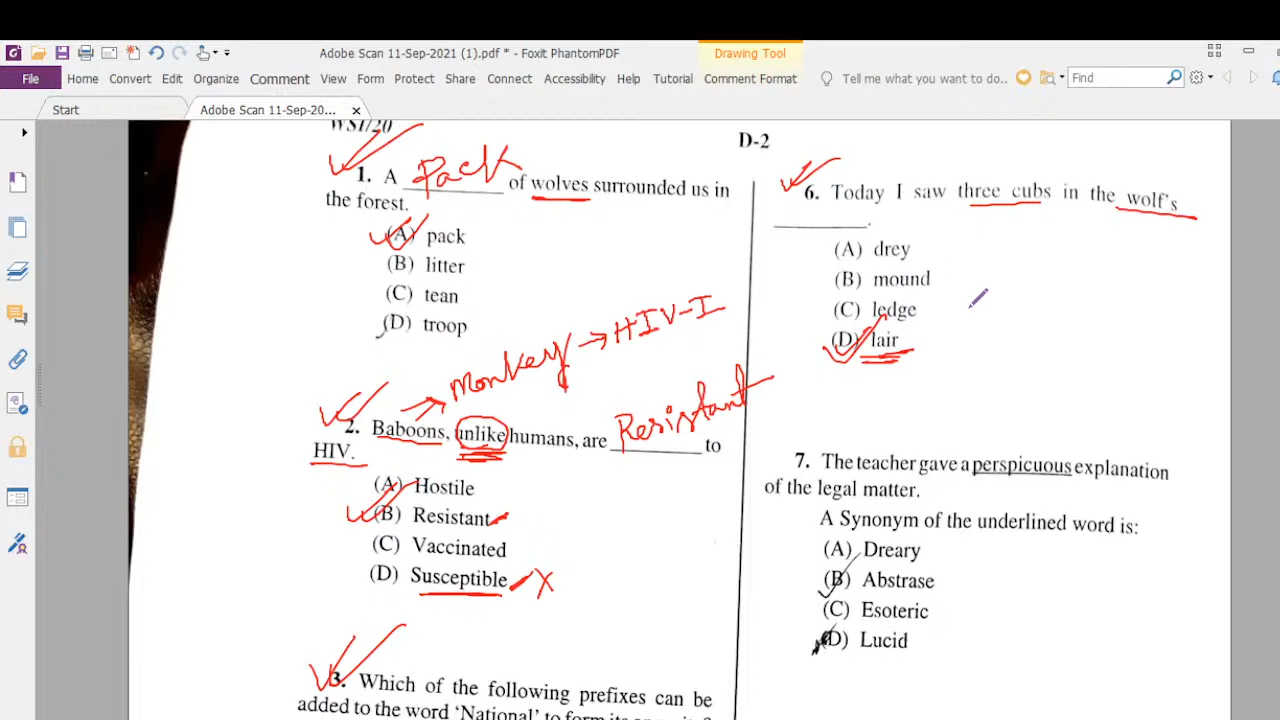 Adobe Scan 11-Sep-2021 (1).pdf * - Foxit PhantomPDF
Drawing Tool
File Home Convert Edit Organize Comment View Form Protect Share Connect Accessibility Help Tutorial Comment Format Tell me what you want to do.. Find
Start
Adobe Scan 11-Sep-20...
WSI/20
D-2
1. A Pack of wolves surrounded us in
the forest.
(A) pack
(B) litter
(C) tean
(D) troop
Monkey → HIV-I
2. Baboons, unlike humans, are Resistant to
HIV.
(A) Hostile
(B) Resistant
(C) Vaccinated
(D) Susceptible X
3. Which of the following prefixes can be
added to the word 'National' to form its
6. Today I saw three cubs in the wolf's
.
(A) drey
(B) mound
(C) ledge
(D) lair
7. The teacher gave a perspicuous explanation
of the legal matter.
A Synonym of the underlined word is:
(A) Dreary
(B) Abstrase
(C) Esoteric
(D) Lucid